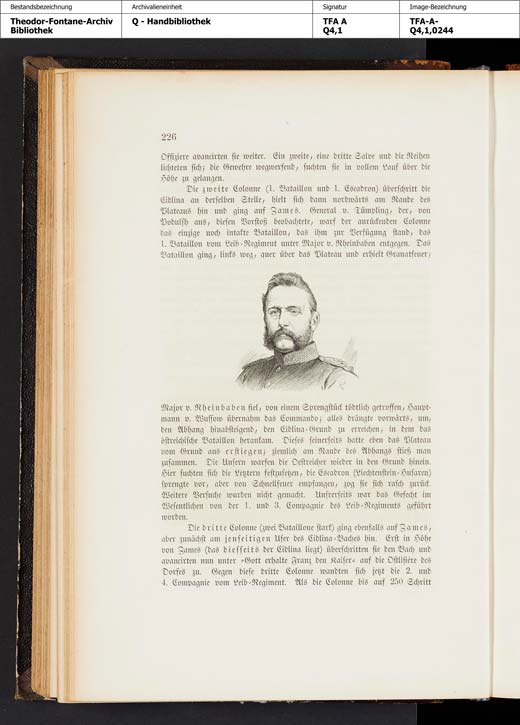 Bestandsbezeichnung
Archivalieneinheit
Signatur
Image-Bezeichnung
Theodor-Fontane-Archiv
Bibliothek
Q - Handbibliothek
TFA A
Q4,1
TFA-A-
Q4,1,0244
226
Offiziere avancirten sie weiter. Ein zweite, eine dritte Salve und die Reihen
lichteten sich; die Gewehre wegwerfend, suchten sie in vollem Lauf über die
Höhe zu gelangen.
Die zweite Colonne (1. Bataillon und 1. Escadron) überschritt die
Cidlina an derselben Stelle, hielt sich dann nordwärts am Rande des
Plateaus hin und ging auf Zames. General v. Tümpling, der, von
Podulsh aus, diesen Vorstoß beobachtete, warf der anrückenden Colonne
das einzige noch intakte Bataillon, das ihm zur Verfügung stand, das
1. Bataillon vom Leib-Regiment unter Major v. Rheinbaben entgegen. Das
Bataillon ging, links weg, quer über das Plateau und erhielt Granatfeuer;
Major v. Rheinbaben fiel, von einem Sprengstück tödtlich getroffen, Haupt-
mann v. Wussow übernahm das Commando; alles drängte vorwärts, um,
den Abhang hinabsteigend, den Cidlina-Grund zu erreichen, in dem das
östreichische Bataillon herankam. Dieses seinerseits hatte eben das Plateau
vom Grund aus erstiegen; ziemlich am Rande des Abhangs stieß man
zusammen. Die Unsern warfen die Oestreicher wieder in den Grund hinein.
Hier suchten sich die Letztern festzusetzen, die Escadron (Liechtenstein-Husaren)
sprengte vor, aber von Schnellfeuer empfangen, zog sie sich rasch zurück.
Weitere Versuche wurden nicht gemacht. Unsrerseits war das Gefecht im
Wesentlichen von der 1. und 3. Compagnie des Leib-Regiments geführt
worden.
Die dritte Colonne (zwei Bataillone stark) ging ebenfalls auf Zames,
aber zunächst am jenseitigen Ufer des Cidlina-Baches hin. Erst in Höhe
von Zames (das diesseits der Cidlina liegt) überschritten sie den Bach und
avancirten nun unter »Gott erhalte Franz den Kaiser« auf die Ostlisière des
Dorfes zu. Gegen diese dritte Colonne wandten sich jetzt die 2. und
4. Compagnie vom Leib-Regiment. Als die Colonne bis auf 250 Schritt